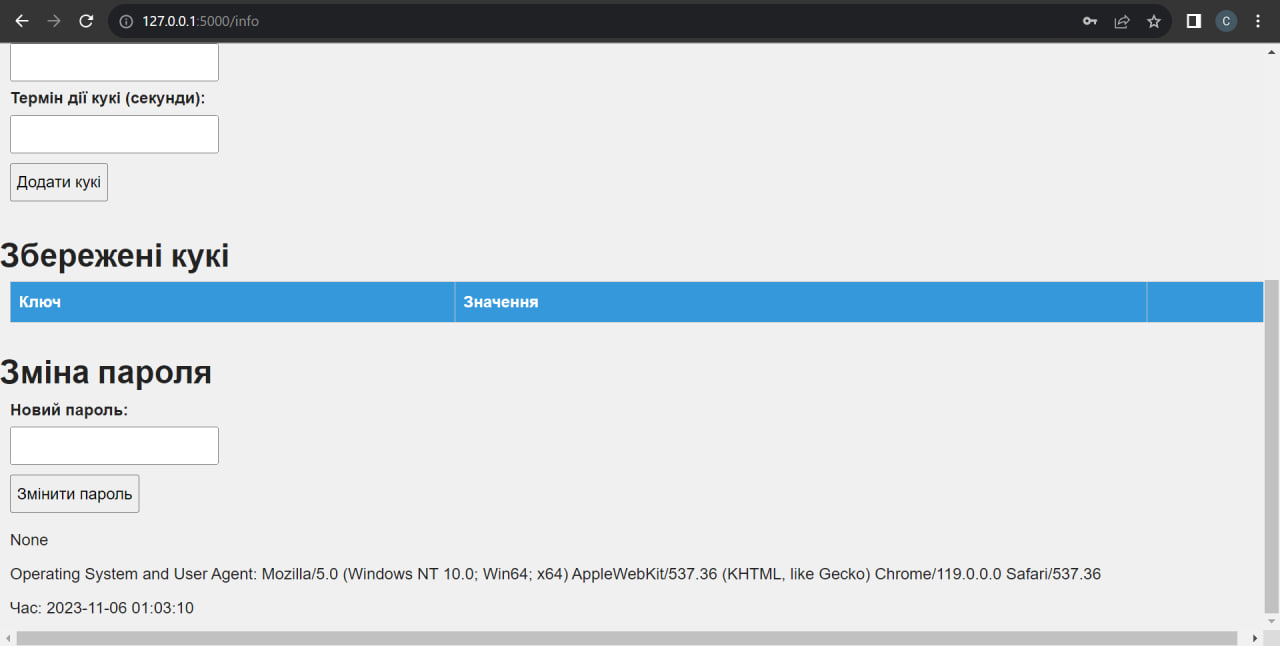 127.0.0.1:5000/info
C
Термін дії кукі (секунди):
Додати кукі
Збережені кукі
Ключ Значення
Зміна пароля
Новий пароль:
Змінити пароль
None
Operating System and User Agent: Mozilla/5.0 (Windows NT 10.0; Win64; x64) AppleWebKit/537.36 (KHTML, like Gecko) Chrome/119.0.0.0 Safari/537.36
Час: 2023-11-06 01:03:10